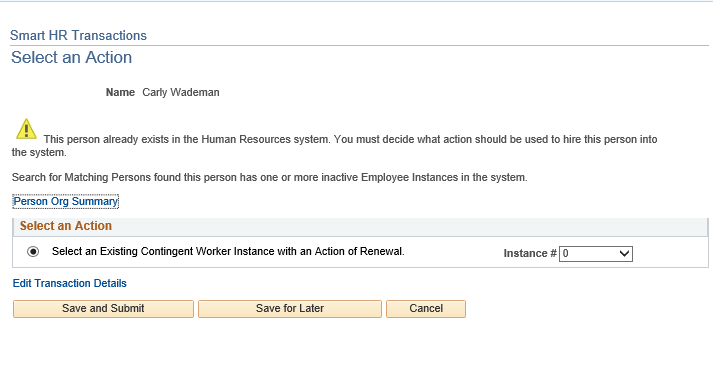 Smart HR Transactions
Select an Action
Name Carly Wademan
This person already exists in the Human Resources system. You must decide what action should be used to hire this person into
the system.
Search for Matching Persons found this person has one or more inactive Employee Instances in the system.
Person Org Summary
Select an Action
Select an Existing Contingent Worker Instance with an Action of Renewal. Instance # 0
Edit Transaction Details
Save and Submit Save for Later Cancel